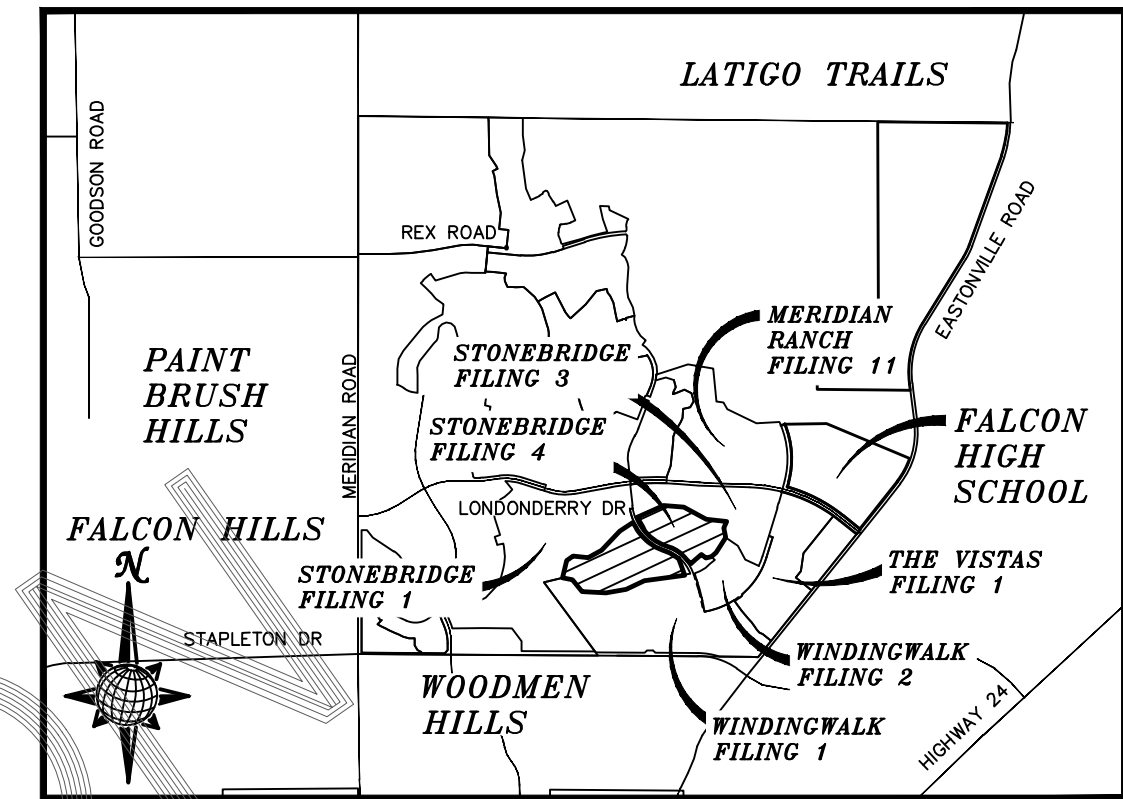 LATIGO TRAILS
GOODSON ROAD
REX ROAD
EASTONVILLE ROAD
MERIDIAN
RANCH
FILING 11
PAINT
BRUSH
HILLS
MERIDIAN ROAD
STONEBRIDGE
FILING 3
STONEBRIDGE
FILING 4
FALCON
HIGH
SCHOOL
LONDONDERRY DR
FALCON HILLS
N
STONEBRIDGE
FILING 1
THE VISTAS
FILING 1
STAPLETON DR
WINDINGWALK
FILING 2
WOODMEN
HILLS
WINDINGWALK
FILING 1
HIGHWAY 24